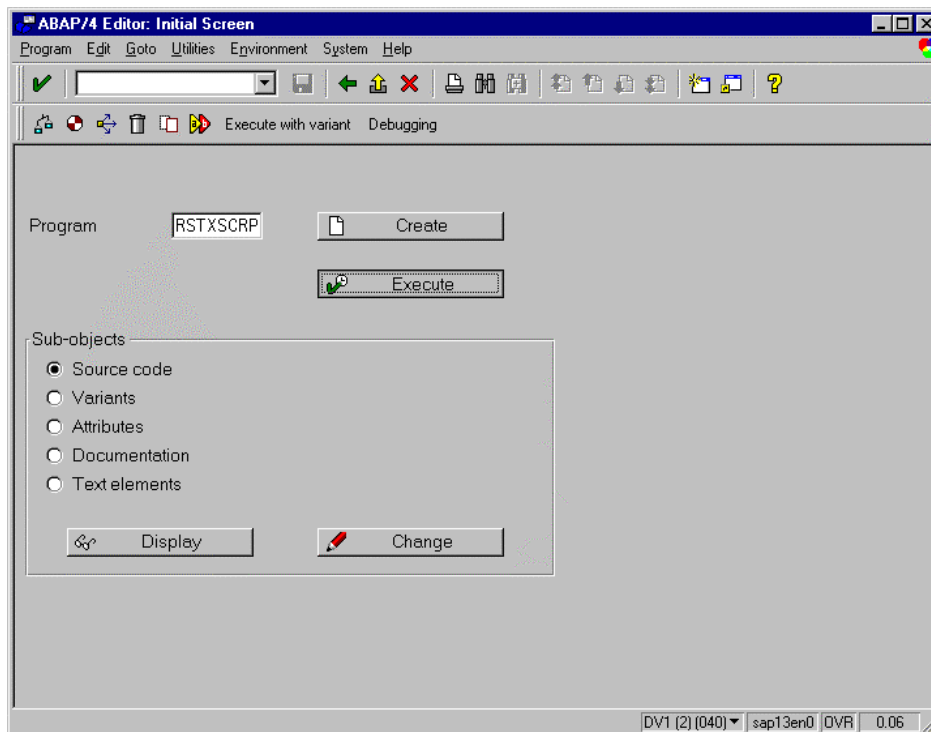 ABAP/4 Editor: Initial Screen
Program Edit Goto Utilities Environment System Help
Execute with variant Debugging
Program RSTXSCRP Create
Execute
Sub-objects
Source code
Variants
Attributes
Documentation
Text elements
Display Change
DV1 (2) (040) sap13en0 OVR 0.06